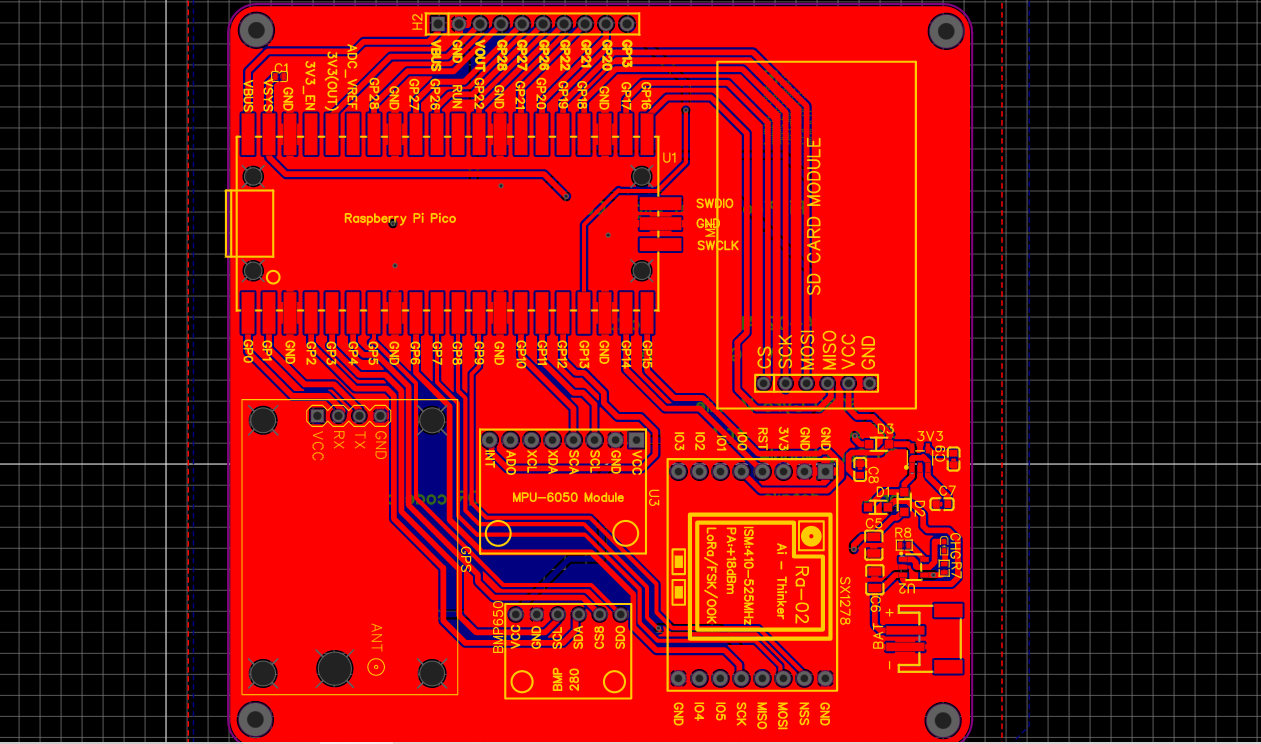 H2
VBUS GND VOUT GP28 GP27 GP26 GP22 GP21 GP20 GP13
C1
VBUS VSYS GND 3V3_EN 3V3(OUT) ADC_VREF GP28 GND GP27 GP26 RUN GP22 GND GP21 GP20 GP19 GP18 GND GP17 GP16
U1
Raspberry Pi Pico
SWDIO
GND
SWCLK
SD CARD MODULE
CS SCK MOSI MISO VCC GND
GP0 GP1 GND GP2 GP3 GP4 GP5 GND GP6 GP7 GP8 GP9 GND GP10 GP11 GP12 GP13 GND GP14 GP15
VCC RX TX GND
GPS
ANT
INT ADO XCL XDA SCA SCL GND VCC
MPU-6050 Module
U3
IO3 IO2 IO1 IO0 RST 3V3 GND GND
Ra-02
Ai - Thinker
ISM:410-525MHz
PA:+18dBm
LoRa/FSK/OOK
SX1278
GND IO4 IO5 SCK MISO MOSI NSS GND
BMP650
VCC GND SCL SDA CSB SDO
BMP
280
D3
3V3
C8
D1
D2
C7
C5
R8
CHG
R7
U2
C6
+
BAT
-